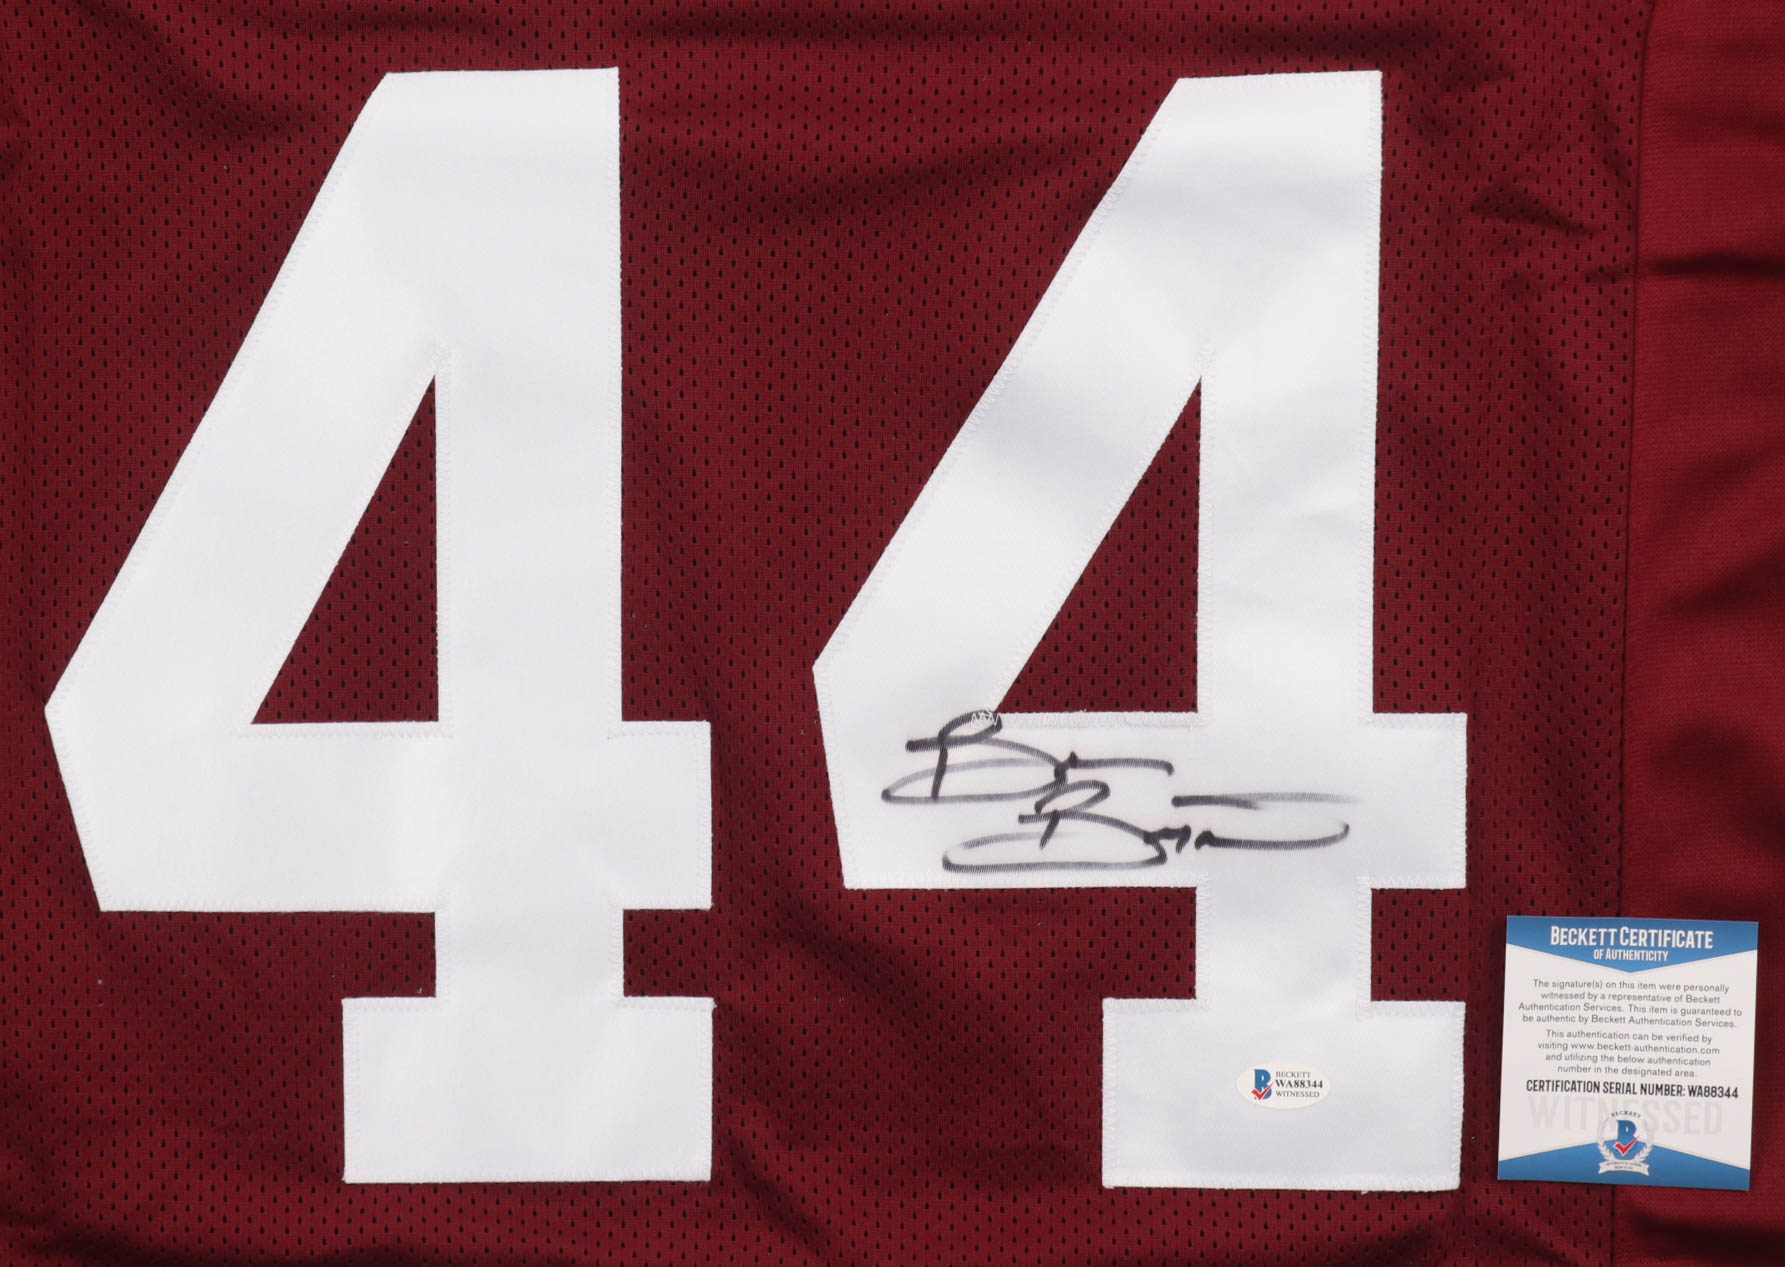 44
BECKETT
WA88344
WITNESSED
BECKETT CERTIFICATE
OF AUTHENTICITY
The signature(s) on this item were personally
witnessed by a representative of Beckett
Authentication Services. This item is guaranteed to
be authentic by Beckett Authentication Services.
This authentication can be verified by
visiting www.beckett-authentication.com
and utilizing the below authentication
number in the designated area.
CERTIFICATION SERIAL NUMBER: WA88344
WITNESSED
BECKETT